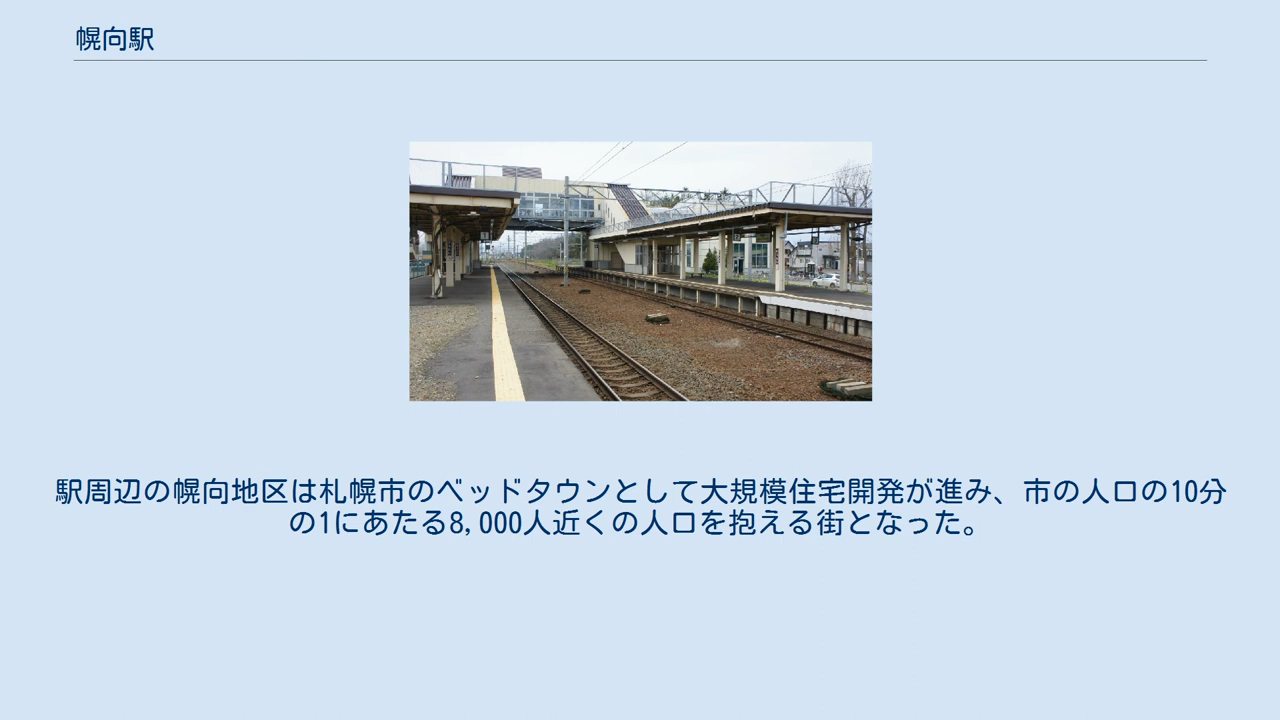 幌向駅
駅周辺の幌向地区は札幌市のベッドタウンとして大規模住宅開発が進み、市の人口の10分
の1にあたる8,000人近くの人口を抱える街となった。